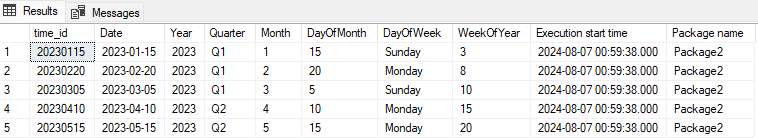 Results Messages
time_id Date Year Quarter Month DayOfMonth DayOfWeek WeekOfYear Execution start time Package name
1 20230115 2023-01-15 2023 Q1 1 15 Sunday 3 2024-08-07 00:59:38.000 Package2
2 20230220 2023-02-20 2023 Q1 2 20 Monday 8 2024-08-07 00:59:38.000 Package2
3 20230305 2023-03-05 2023 Q1 3 5 Sunday 10 2024-08-07 00:59:38.000 Package2
4 20230410 2023-04-10 2023 Q2 4 10 Monday 15 2024-08-07 00:59:38.000 Package2
5 20230515 2023-05-15 2023 Q2 5 15 Monday 20 2024-08-07 00:59:38.000 Package2